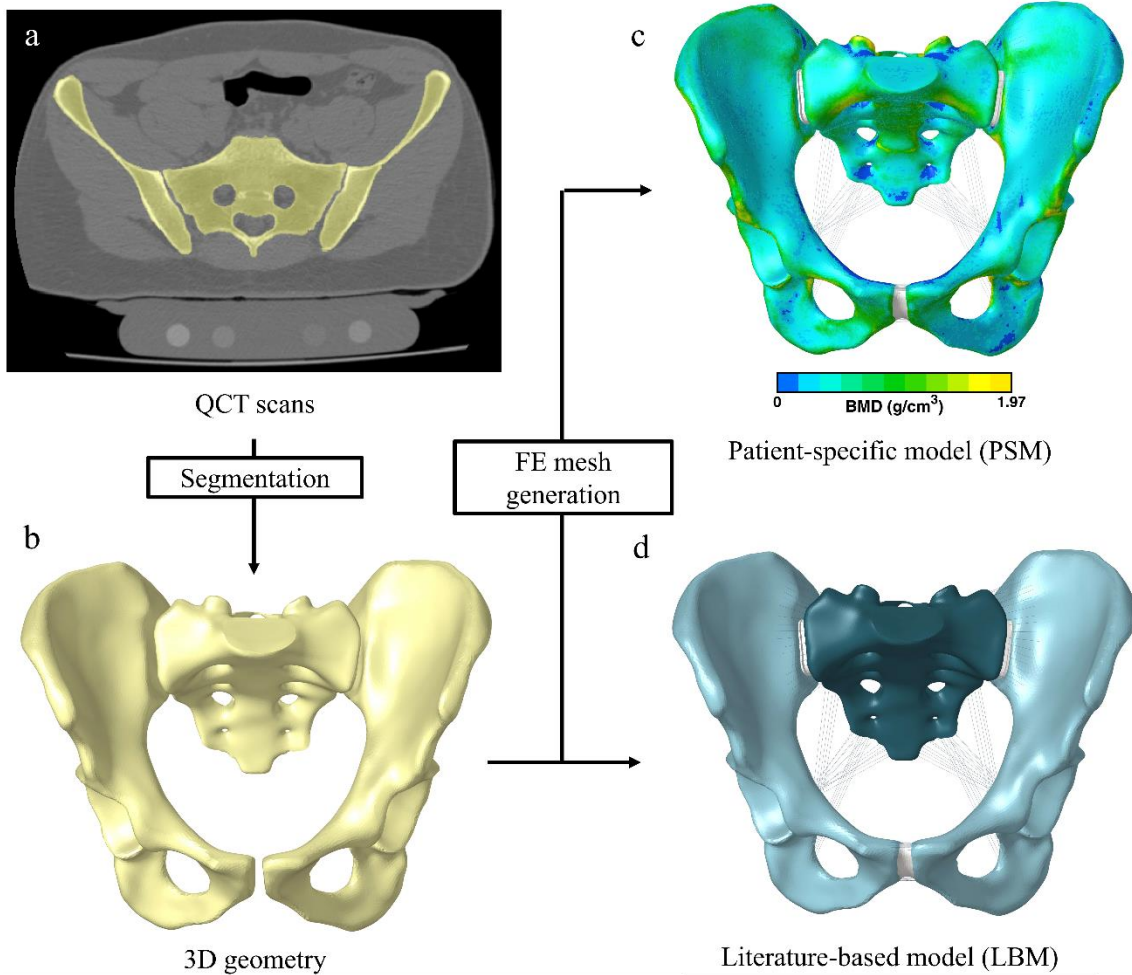 a
QCT scans
Segmentation
b
3D geometry
FE mesh
generation
c
0
1.97
BMD (g/cm³)
Patient-specific model (PSM)
d
Literature-based model (LBM)